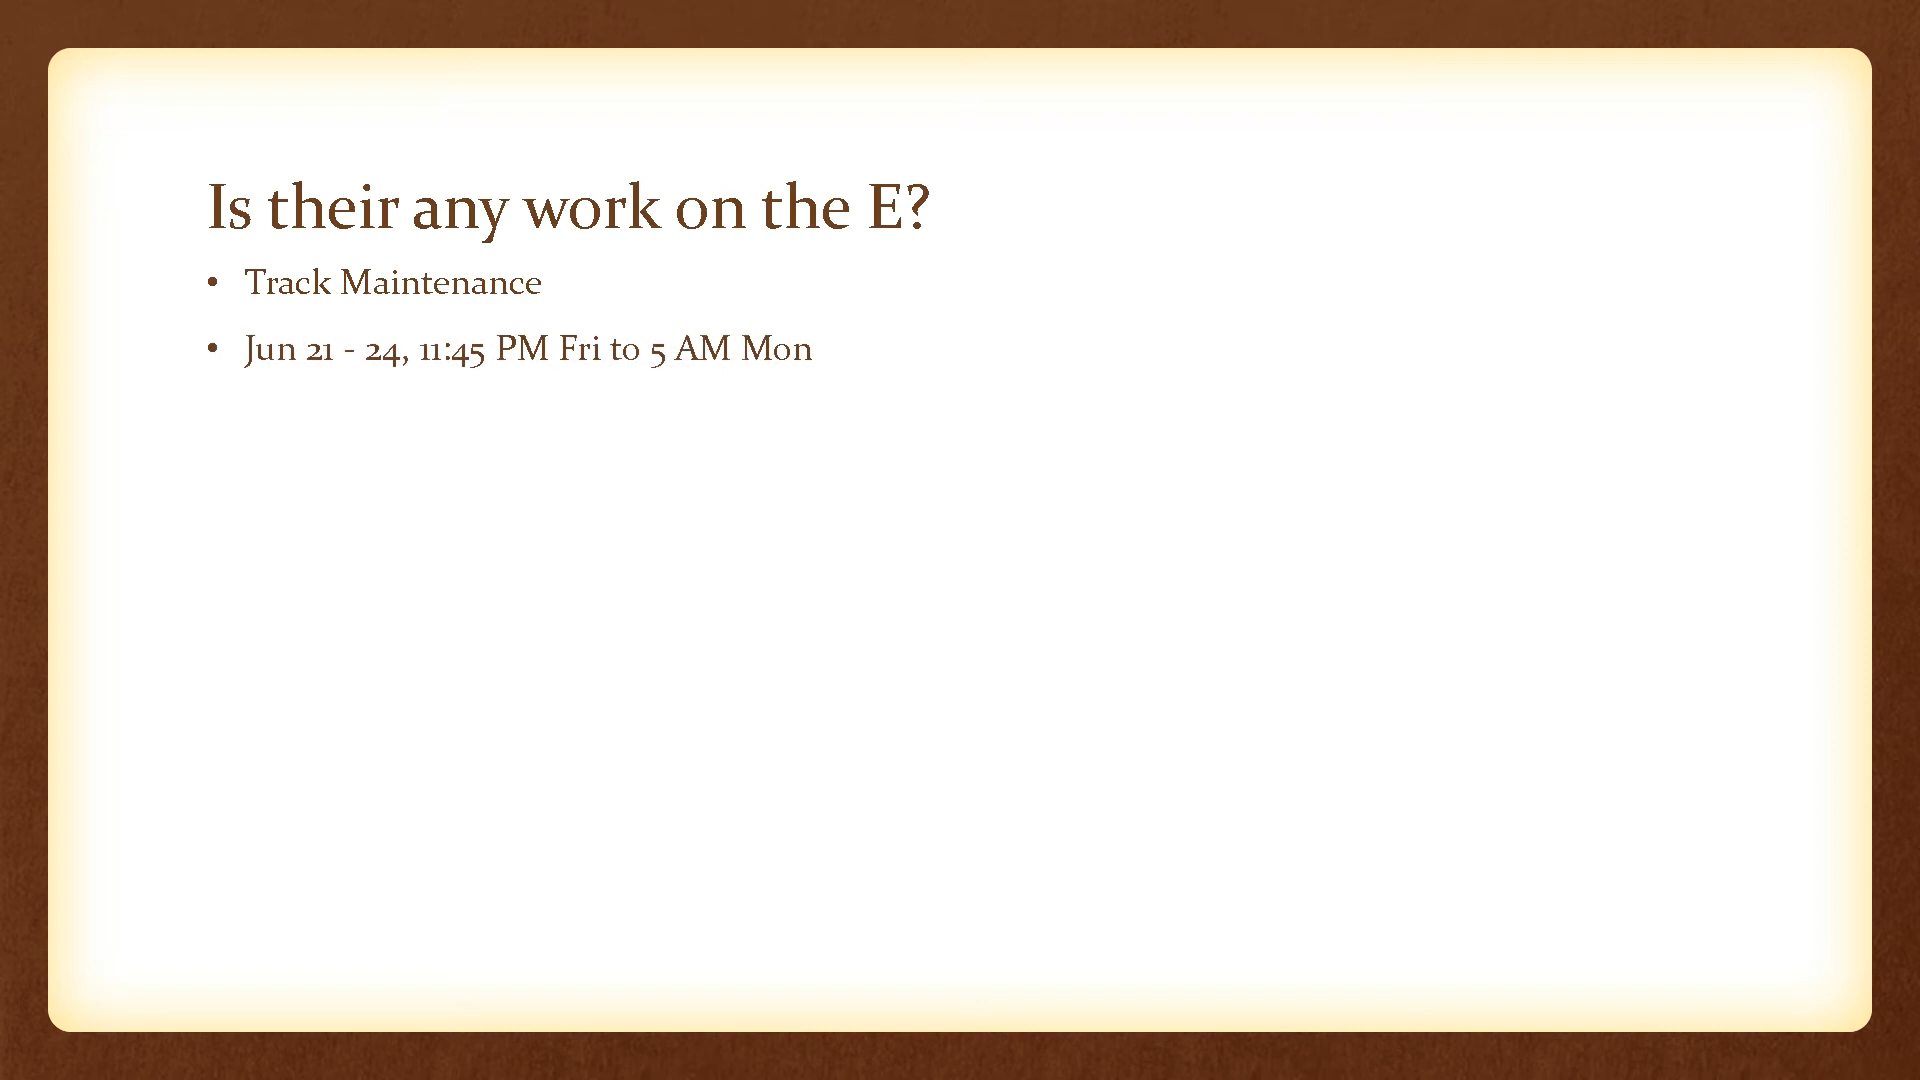 Is their any work on the E?
• Track Maintenance
• Jun 21 - 24, 11:45 PM Fri to 5 AM Mon